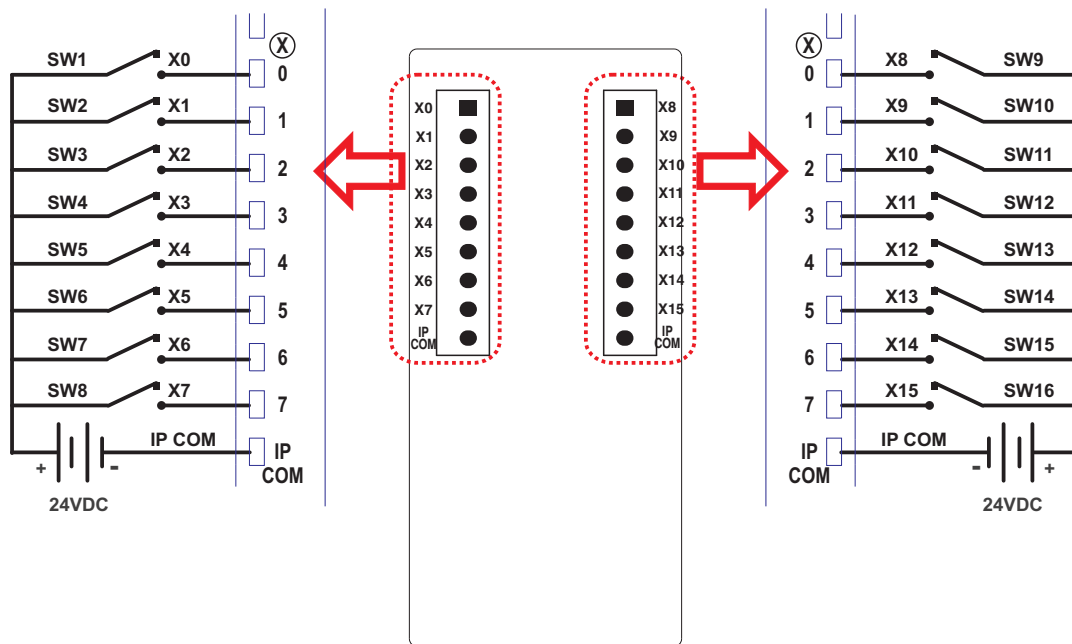 X
SW1 X0 0
SW2 X1 1
SW3 X2 2
SW4 X3 3
SW5 X4 4
SW6 X5 5
SW7 X6 6
SW8 X7 7
+ - IP COM IP
COM
24VDC
X0
X1
X2
X3
X4
X5
X6
X7
IP
COM
X8
X9
X10
X11
X12
X13
X14
X15
IP
COM
X
0 X8 SW9
1 X9 SW10
2 X10 SW11
3 X11 SW12
4 X12 SW13
5 X13 SW14
6 X14 SW15
7 X15 SW16
IP IP COM - +
COM
24VDC